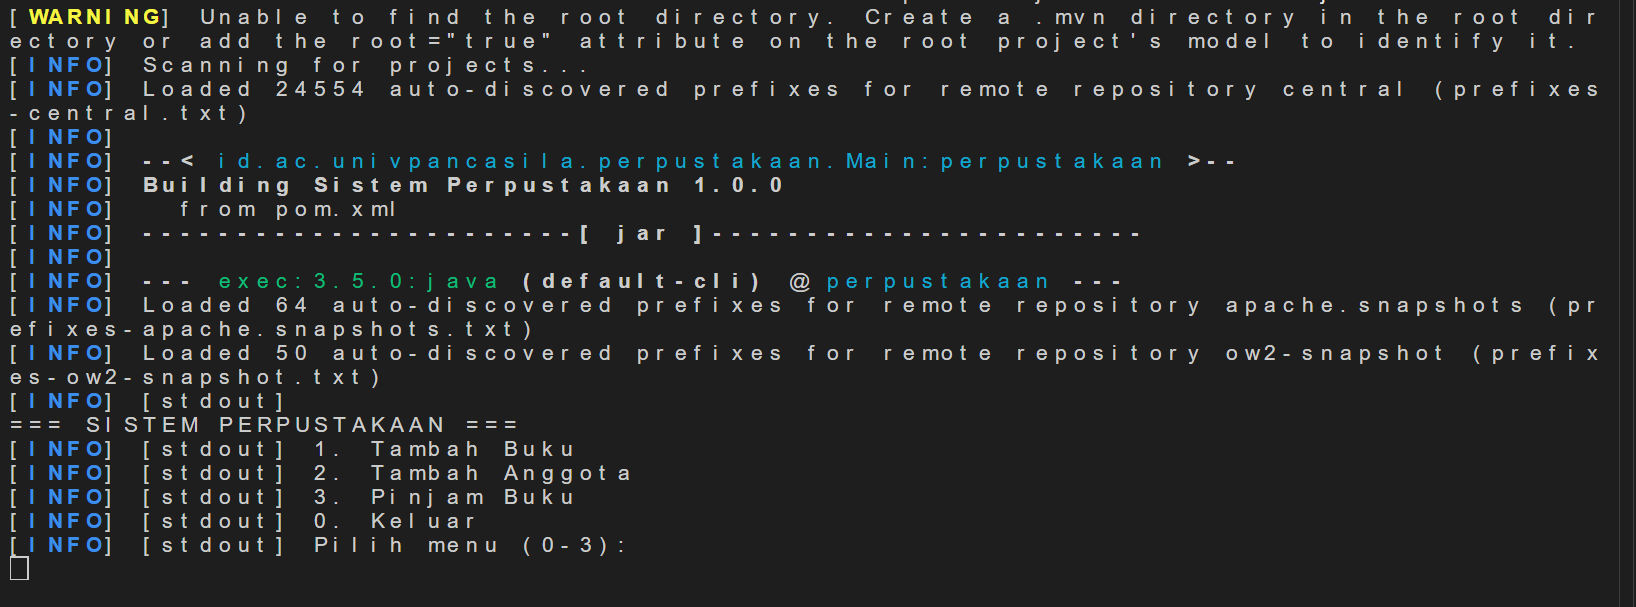 [WARNING] Unable to find the root directory. Create a .mvn directory in the root dir
ectory or add the root="true" attribute on the root project's model to identify it.
[INFO] Scanning for projects...
[INFO] Loaded 24554 auto-discovered prefixes for remote repository central (prefixes
-central.txt)
[INFO]
[INFO] --< id.ac.univpancasila.perpustakaan.Main:perpustakaan >--
[INFO] Building Sistem Perpustakaan 1.0.0
[INFO]   from pom.xml
[INFO] -----------------------[ jar ]-----------------------
[INFO]
[INFO] --- exec:3.5.0:java (default-cli) @ perpustakaan ---
[INFO] Loaded 64 auto-discovered prefixes for remote repository apache.snapshots (pr
efixes-apache.snapshots.txt)
[INFO] Loaded 50 auto-discovered prefixes for remote repository ow2-snapshot (prefix
es-ow2-snapshot.txt)
[INFO] [stdout]
=== SISTEM PERPUSTAKAAN ===
[INFO] [stdout] 1. Tambah Buku
[INFO] [stdout] 2. Tambah Anggota
[INFO] [stdout] 3. Pinjam Buku
[INFO] [stdout] 0. Keluar
[INFO] [stdout] Pilih menu (0-3):